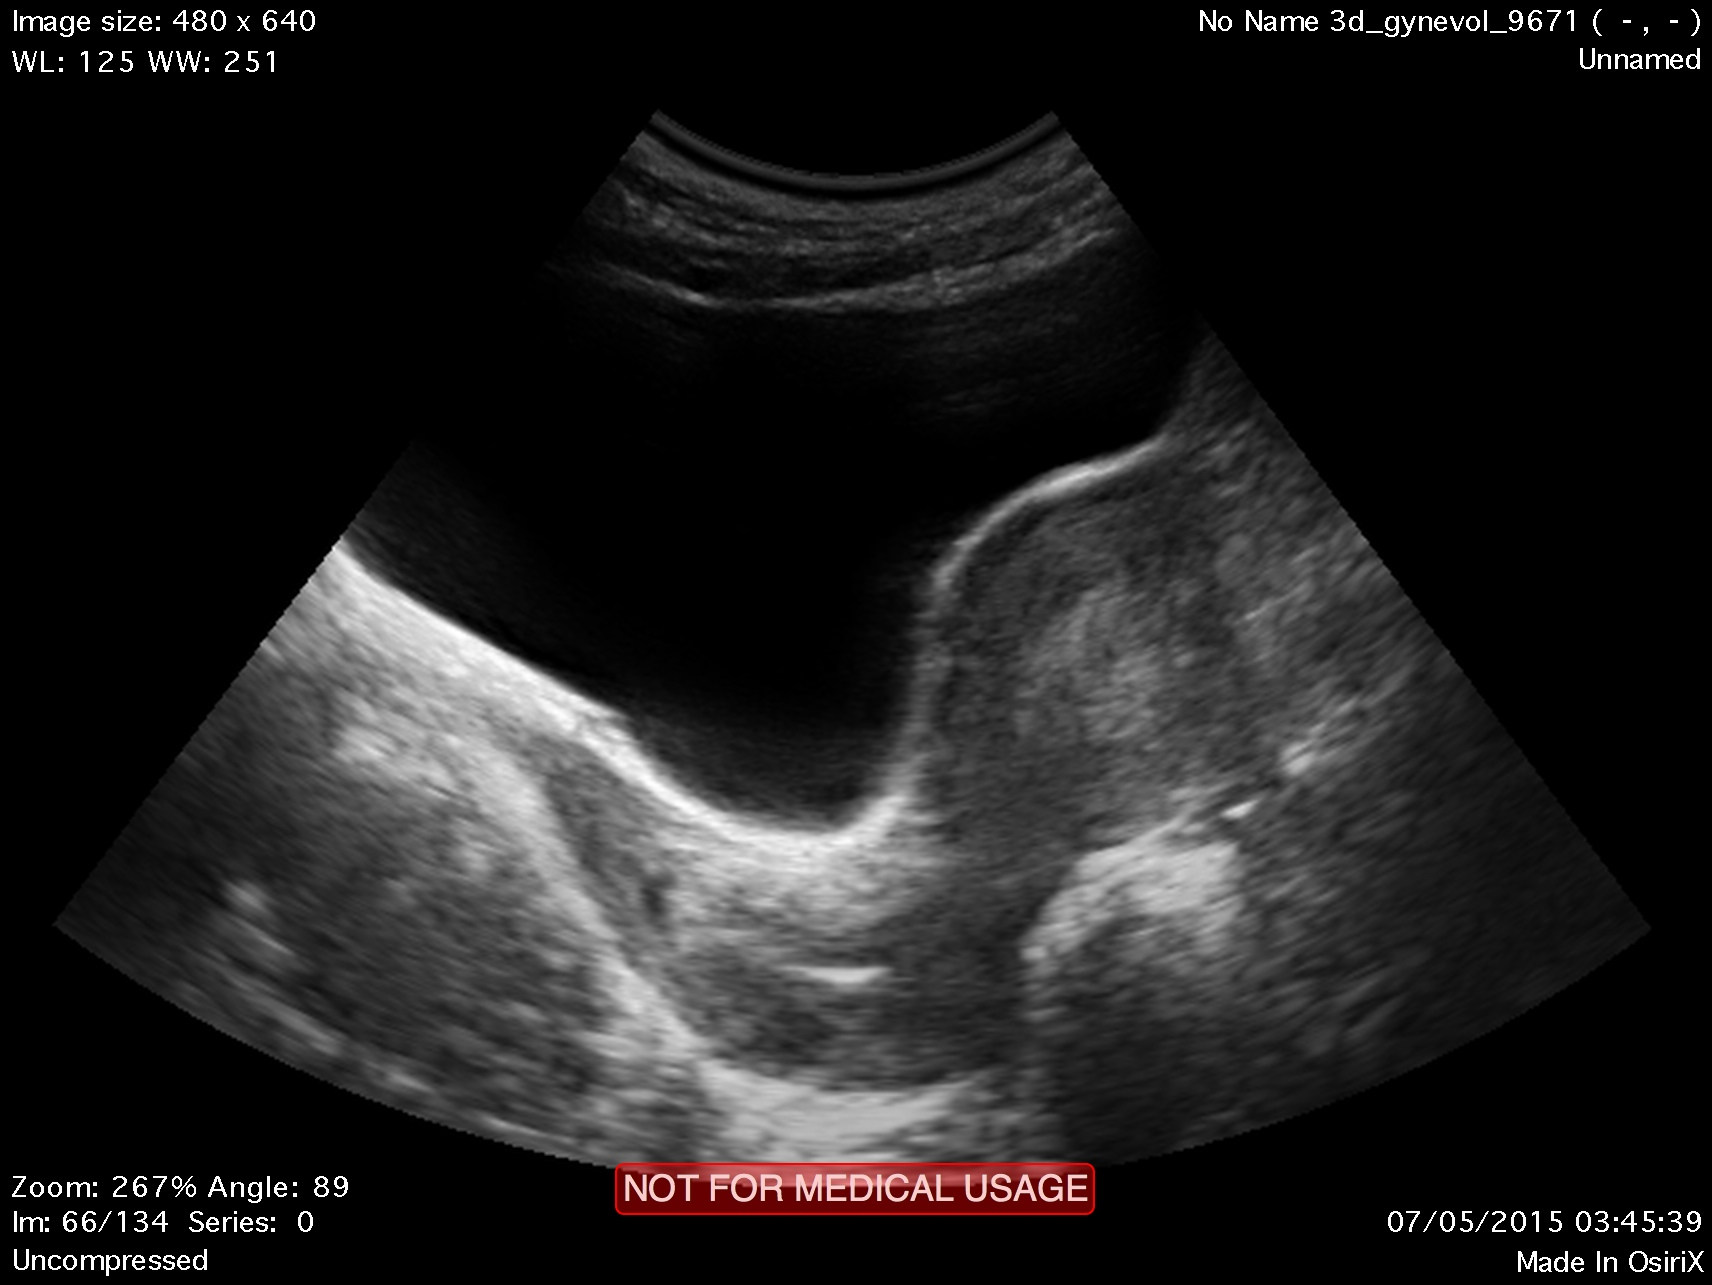 Image size: 480 x 640
WL: 125 WW: 251
No Name 3d_gynevol_9671 ( - , - )
Unnamed
Zoom: 267% Angle: 89
Im: 66/134 Series: 0
Uncompressed
NOT FOR MEDICAL USAGE
07/05/2015 03:45:39
Made In OsiriX